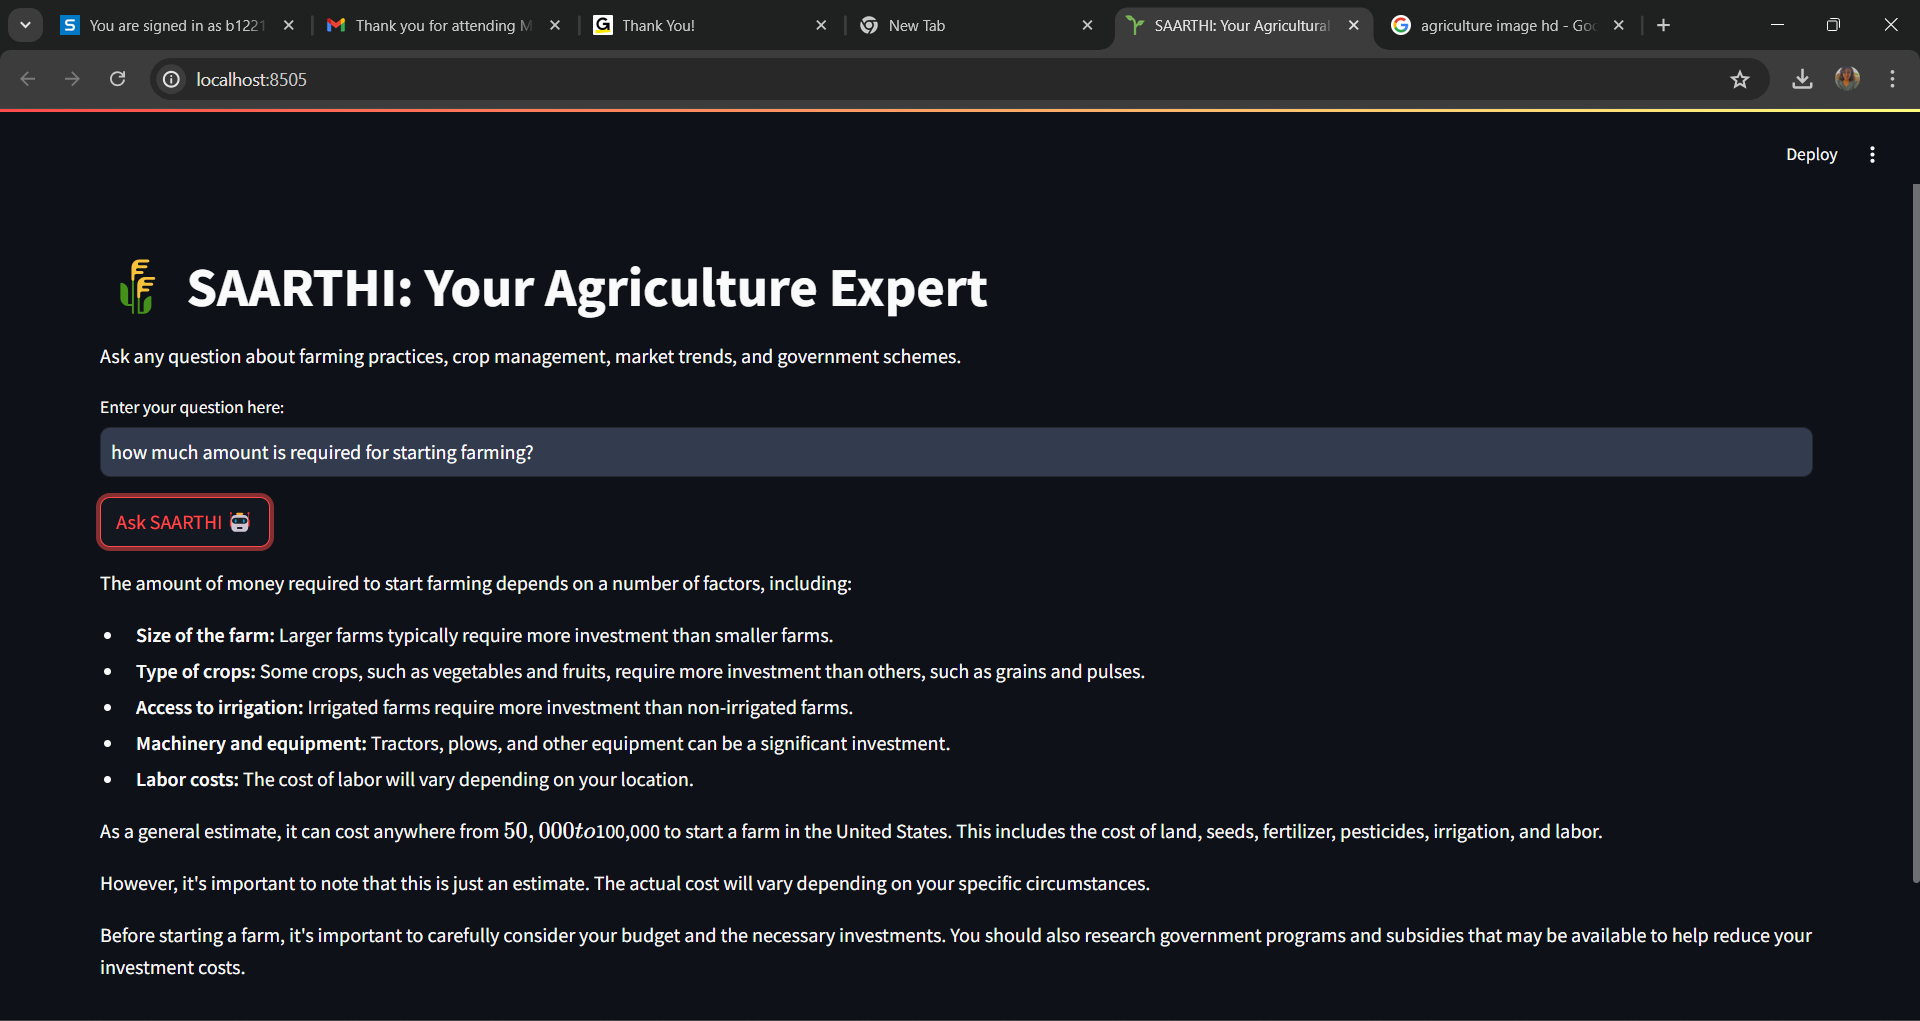 You are signed in as b1221
Thank you for attending M
Thank You!
New Tab
SAARTHI: Your Agricultural
agriculture image hd - Goo
localhost:8505
Deploy
SAARTHI: Your Agriculture Expert
Ask any question about farming practices, crop management, market trends, and government schemes.
Enter your question here:
how much amount is required for starting farming?
Ask SAARTHI
The amount of money required to start farming depends on a number of factors, including:
• Size of the farm: Larger farms typically require more investment than smaller farms.
• Type of crops: Some crops, such as vegetables and fruits, require more investment than others, such as grains and pulses.
• Access to irrigation: Irrigated farms require more investment than non-irrigated farms.
• Machinery and equipment: Tractors, plows, and other equipment can be a significant investment.
• Labor costs: The cost of labor will vary depending on your location.
As a general estimate, it can cost anywhere from 50,000to100,000 to start a farm in the United States. This includes the cost of land, seeds, fertilizer, pesticides, irrigation, and labor.
However, it's important to note that this is just an estimate. The actual cost will vary depending on your specific circumstances.
Before starting a farm, it's important to carefully consider your budget and the necessary investments. You should also research government programs and subsidies that may be available to help reduce your
investment costs.